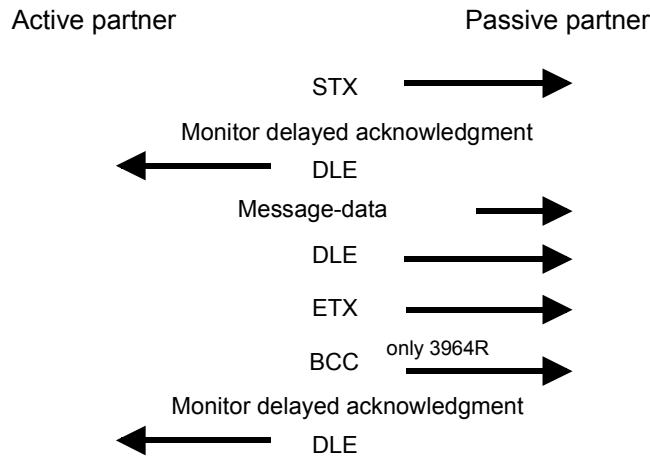 Active partner Passive partner
STX
Monitor delayed acknowledgment
DLE
Message-data
DLE
ETX
BCC only 3964R
Monitor delayed acknowledgment
DLE